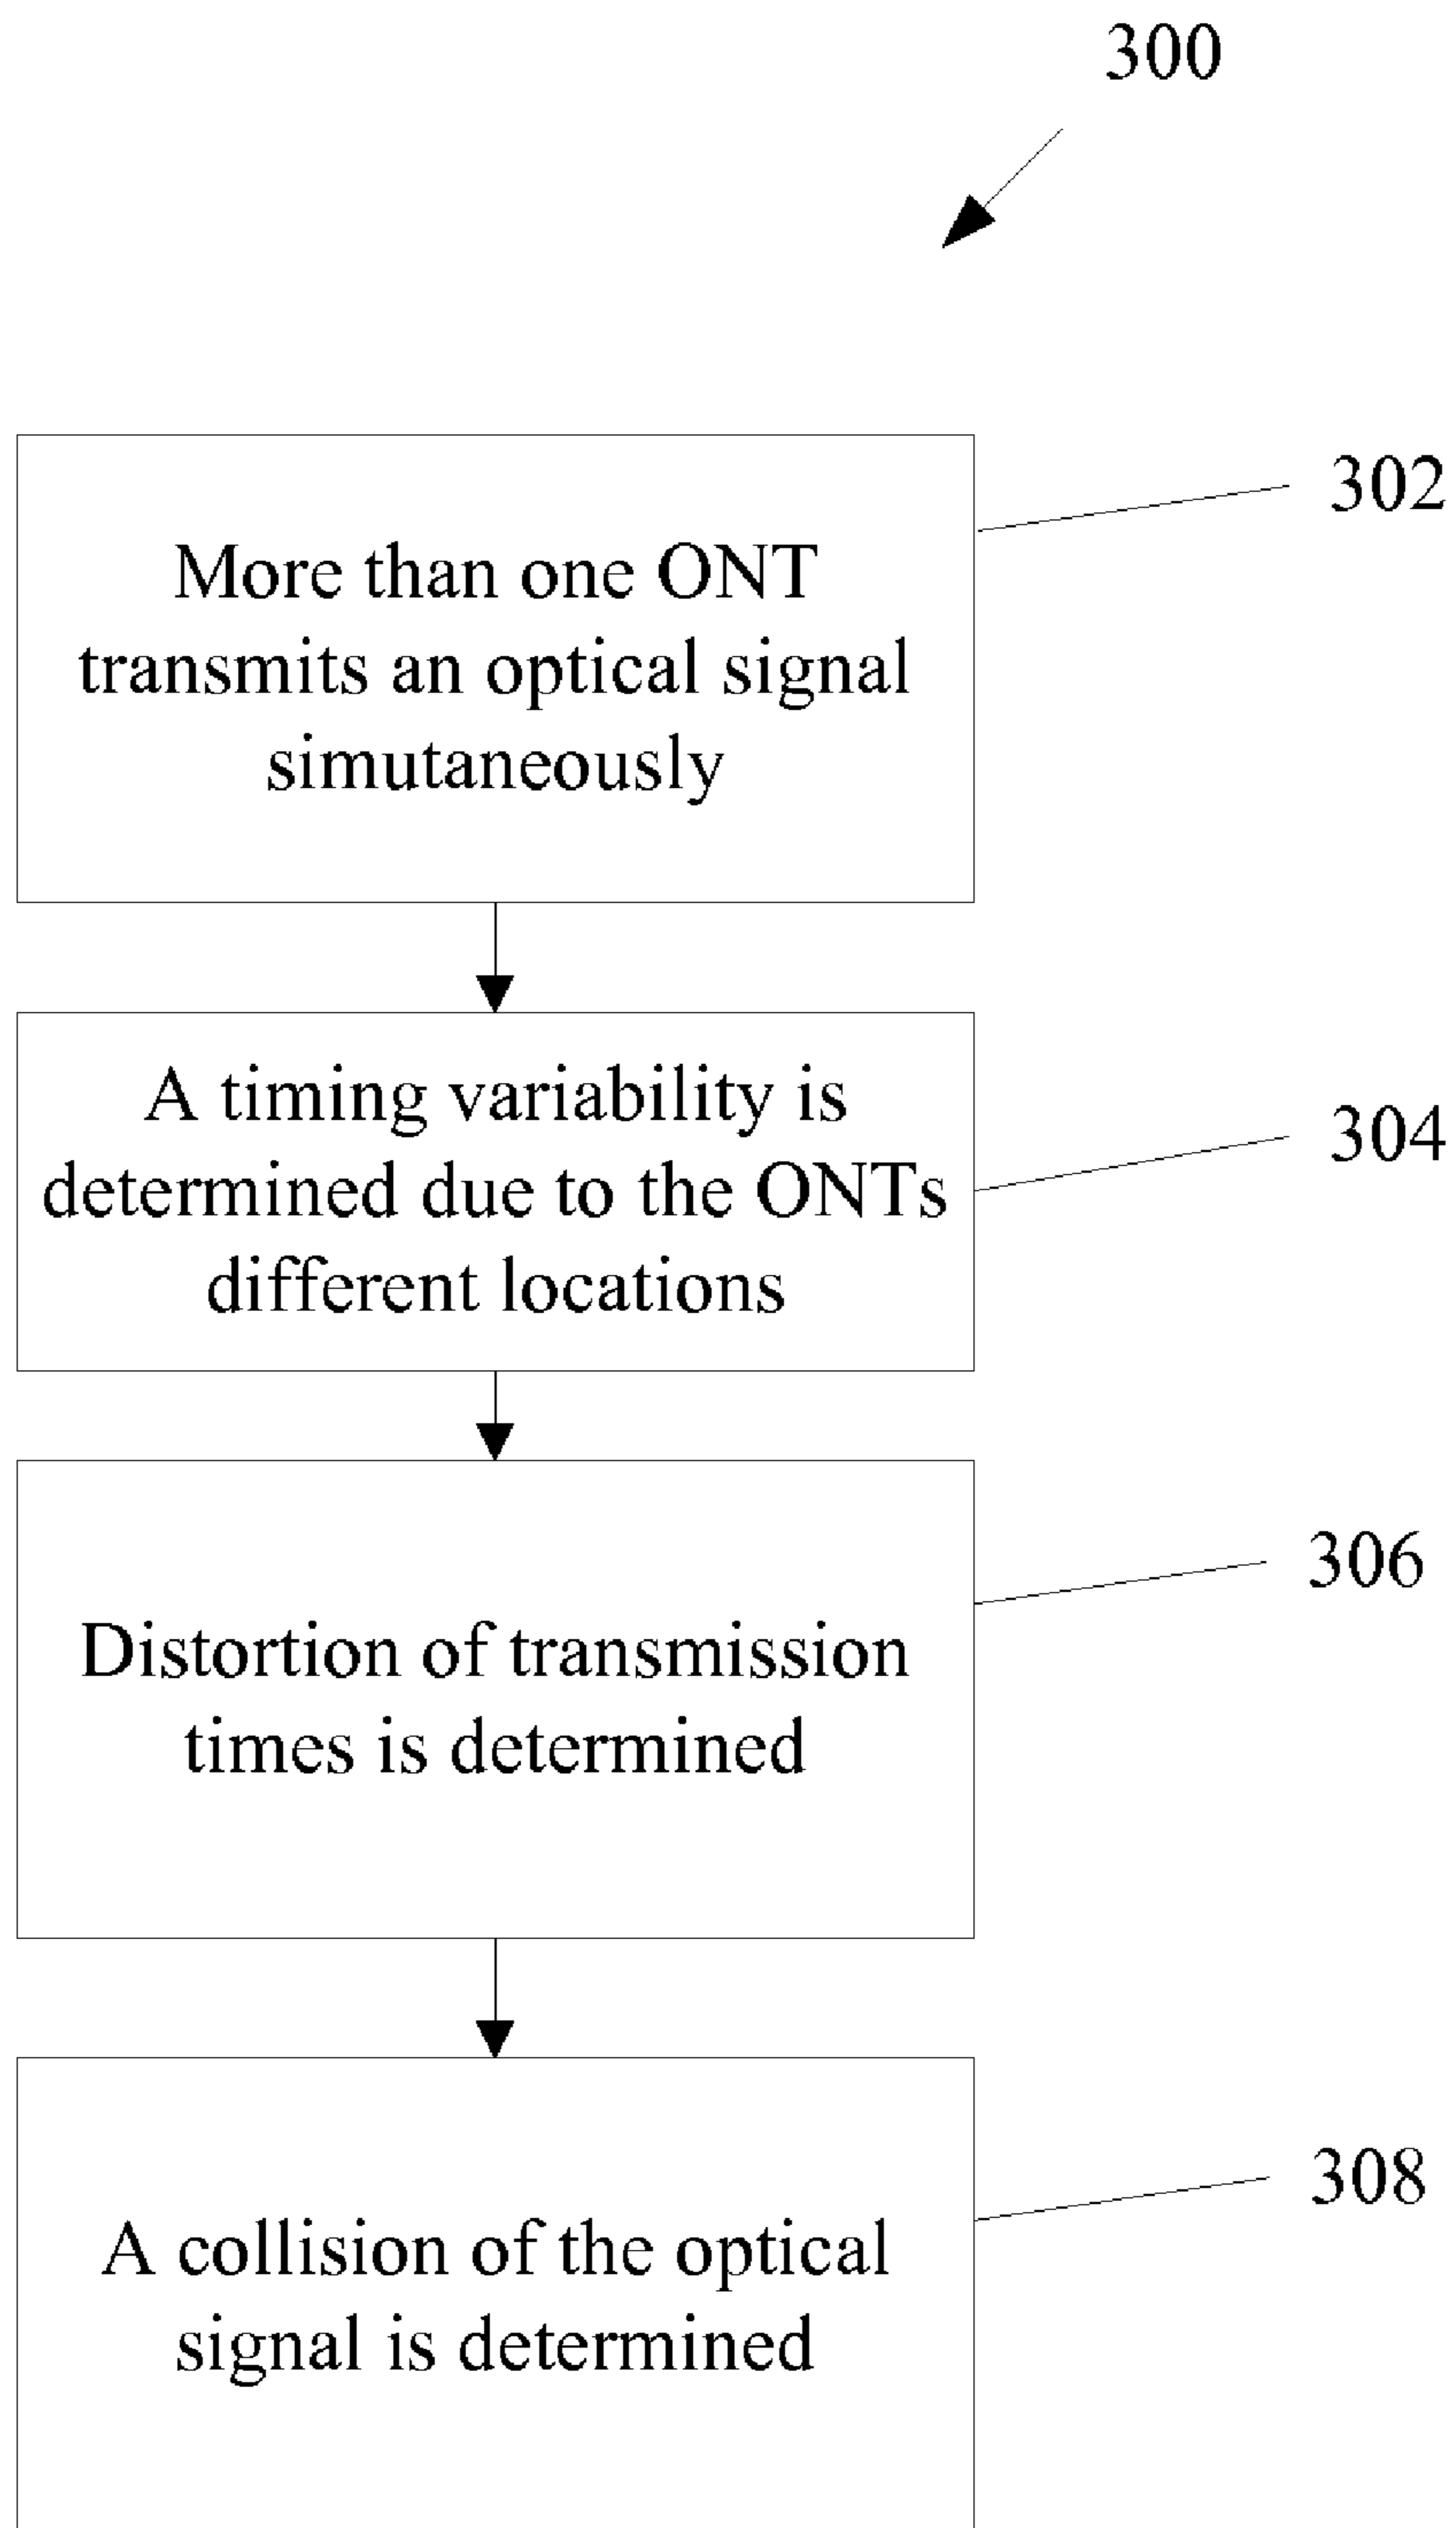 300
302
More than one ONT
transmits an optical signal
simutaneously
304
A timing variability is
determined due to the ONTs
different locations
306
Distortion of transmission
times is determined
308
A collision of the optical
signal is determined